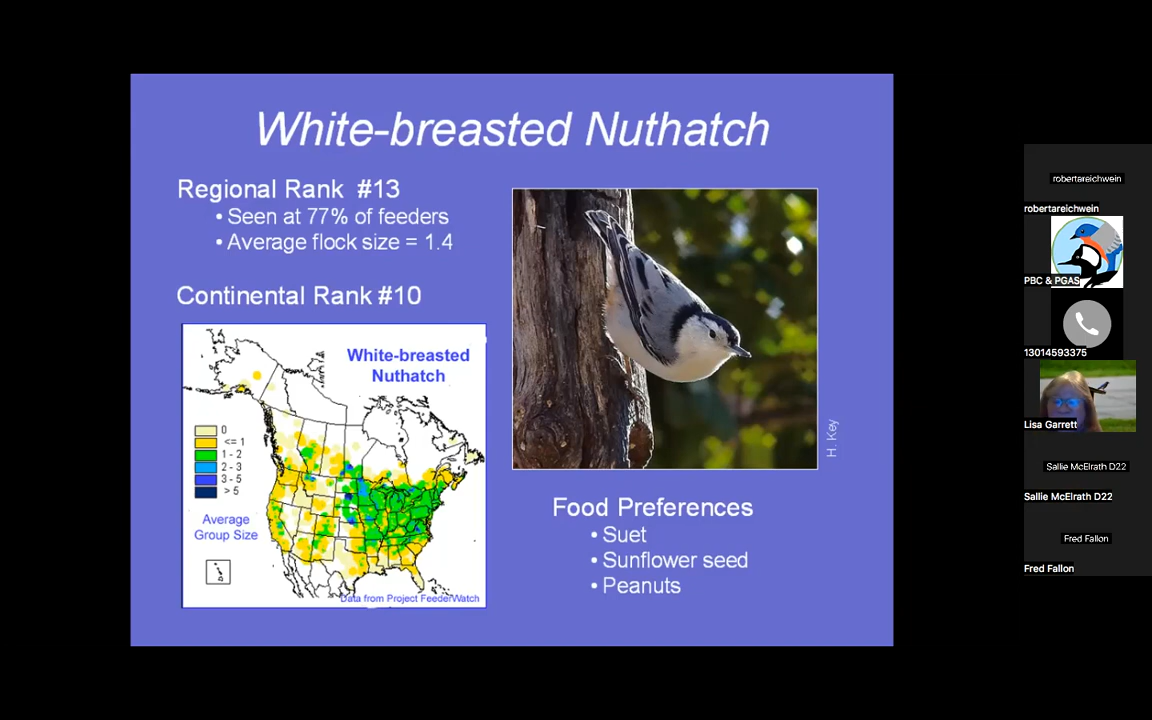 White-breasted Nuthatch
Regional Rank #13
• Seen at 77% of feeders
• Average flock size = 1.4
Continental Rank #10
White-breasted
Nuthatch
0
<= 1
1 - 2
2 - 3
3 - 5
> 5
Average
Group Size
Data from Project FeederWatch
H. Key
Food Preferences
• Suet
• Sunflower seed
• Peanuts
robertareichwein
robertareichwein
PBC & PGAS
13014593375
Lisa Garrett
Sallie McElrath D22
Sallie McElrath D22
Fred Fallon
Fred Fallon